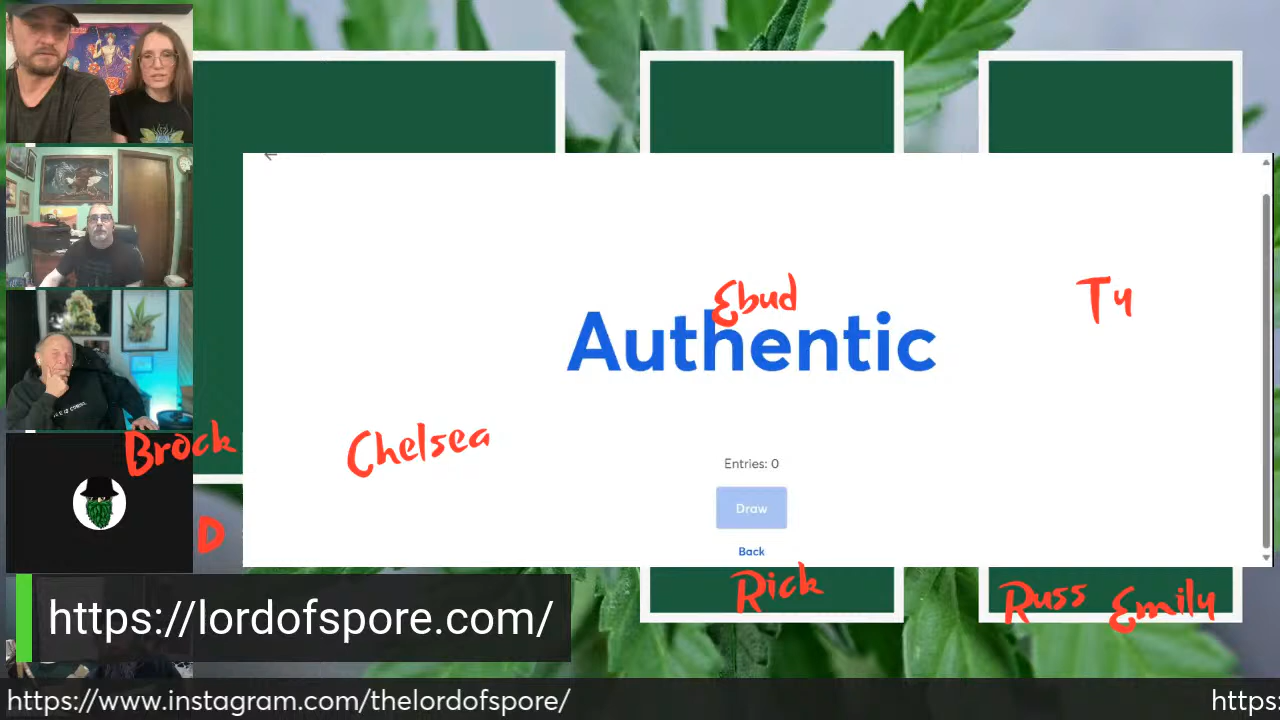 Ebud
Ty
Authentic
Brock
Chelsea
Entries: 0
Draw
D
Back
Rick
Russ Emily
https://lordofspore.com/
https://www.instagram.com/thelordofspore/
https: